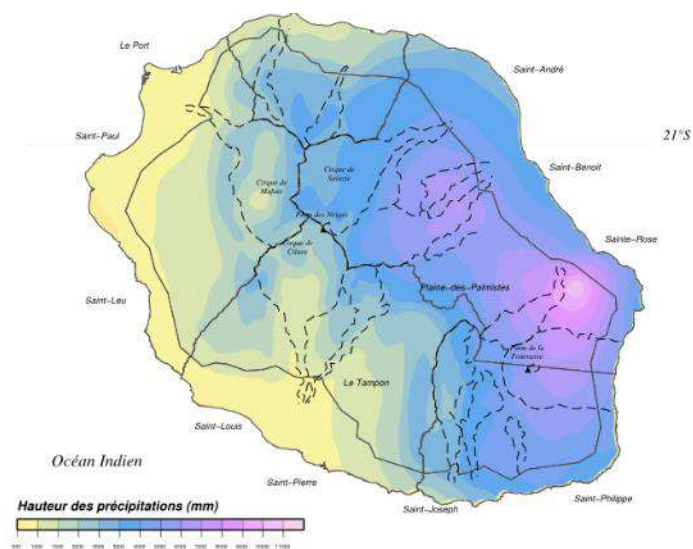 Le Port
Saint-André
Saint-Paul
21°S
Saint-Benoit
Cirque de
Mafate
Cirque de
Salazie
Piton des Neiges
Sainte-Rose
Cirque de
Cilaos
Plaine-des-Palmistes
Saint-Leu
Piton de la
Fournaise
Le Tampon
Saint-Louis
Océan Indien
Saint-Pierre
Saint-Philippe
Hauteur des précipitations (mm)
Saint-Joseph